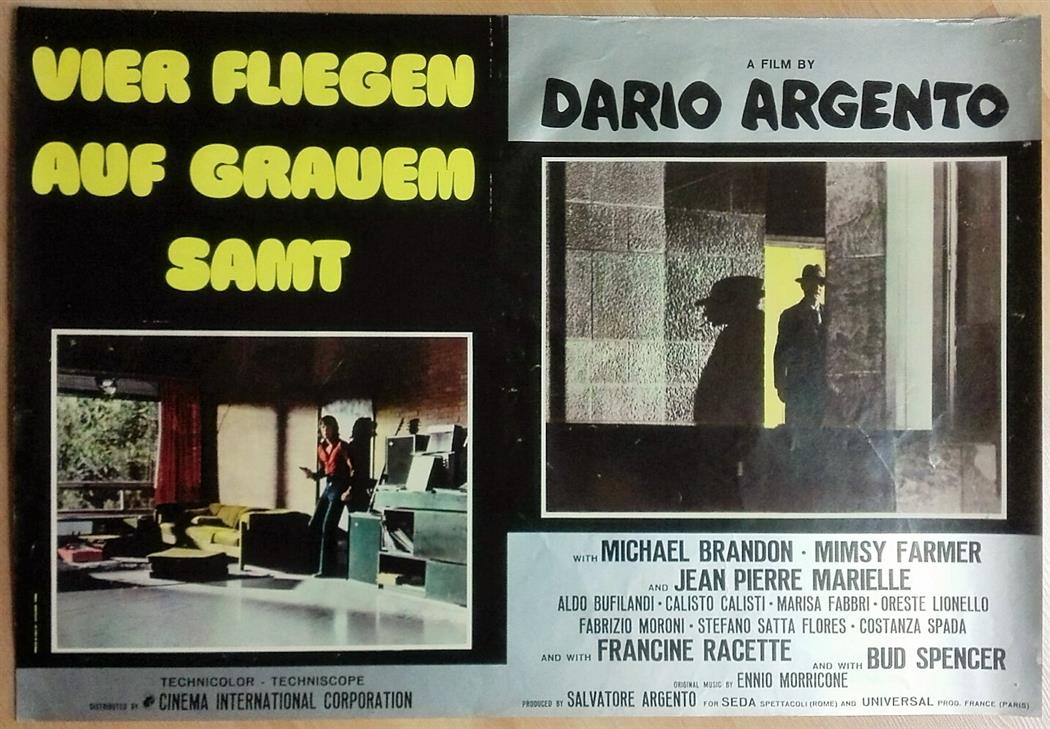 VIER FLIEGEN
AUF GRAUEM
SAMT
TECHNICOLOR - TECHNISCOPE
DISTRIBUTED BY CINEMA INTERNATIONAL CORPORATION
A FILM BY
DARIO ARGENTO
WITH MICHAEL BRANDON · MIMSY FARMER
AND JEAN PIERRE MARIELLE
ALDO BUFILANDI · CALISTO CALISTI · MARISA FABBRI · ORESTE LIONELLO
FABRIZIO MORONI · STEFANO SATTA FLORES · COSTANZA SPADA
AND WITH FRANCINE RACETTE AND WITH BUD SPENCER
ORIGINAL MUSIC BY ENNIO MORRICONE
PRODUCED BY SALVATORE ARGENTO FOR SEDA SPETTACOLI (ROME) AND UNIVERSAL PROD. FRANCE (PARIS)